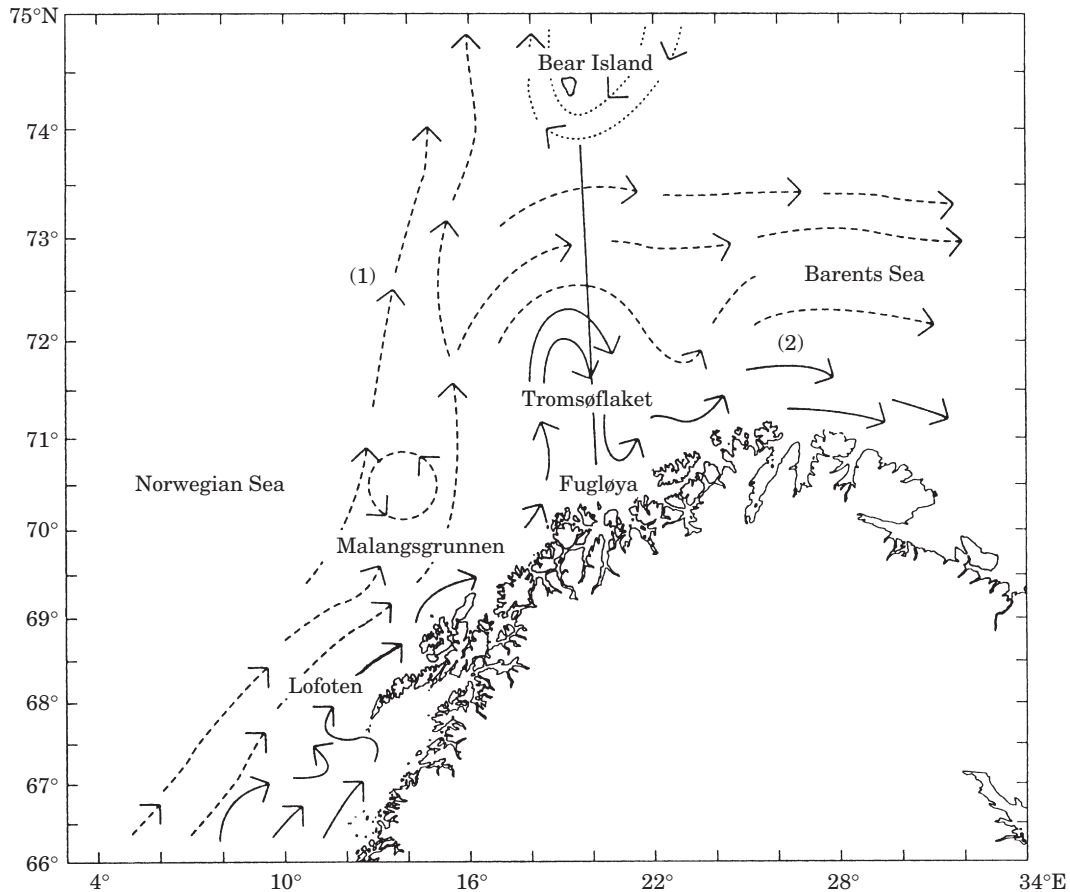 75°N
Bear Island
74°
73°
(1)
Barents Sea
72°
(2)
Tromsøflaket
71°
Norwegian Sea
Fugløya
70°
Malangsgrunnen
69°
Lofoten
68°
67°
66°
4°
10°
16°
22°
28°
34°E